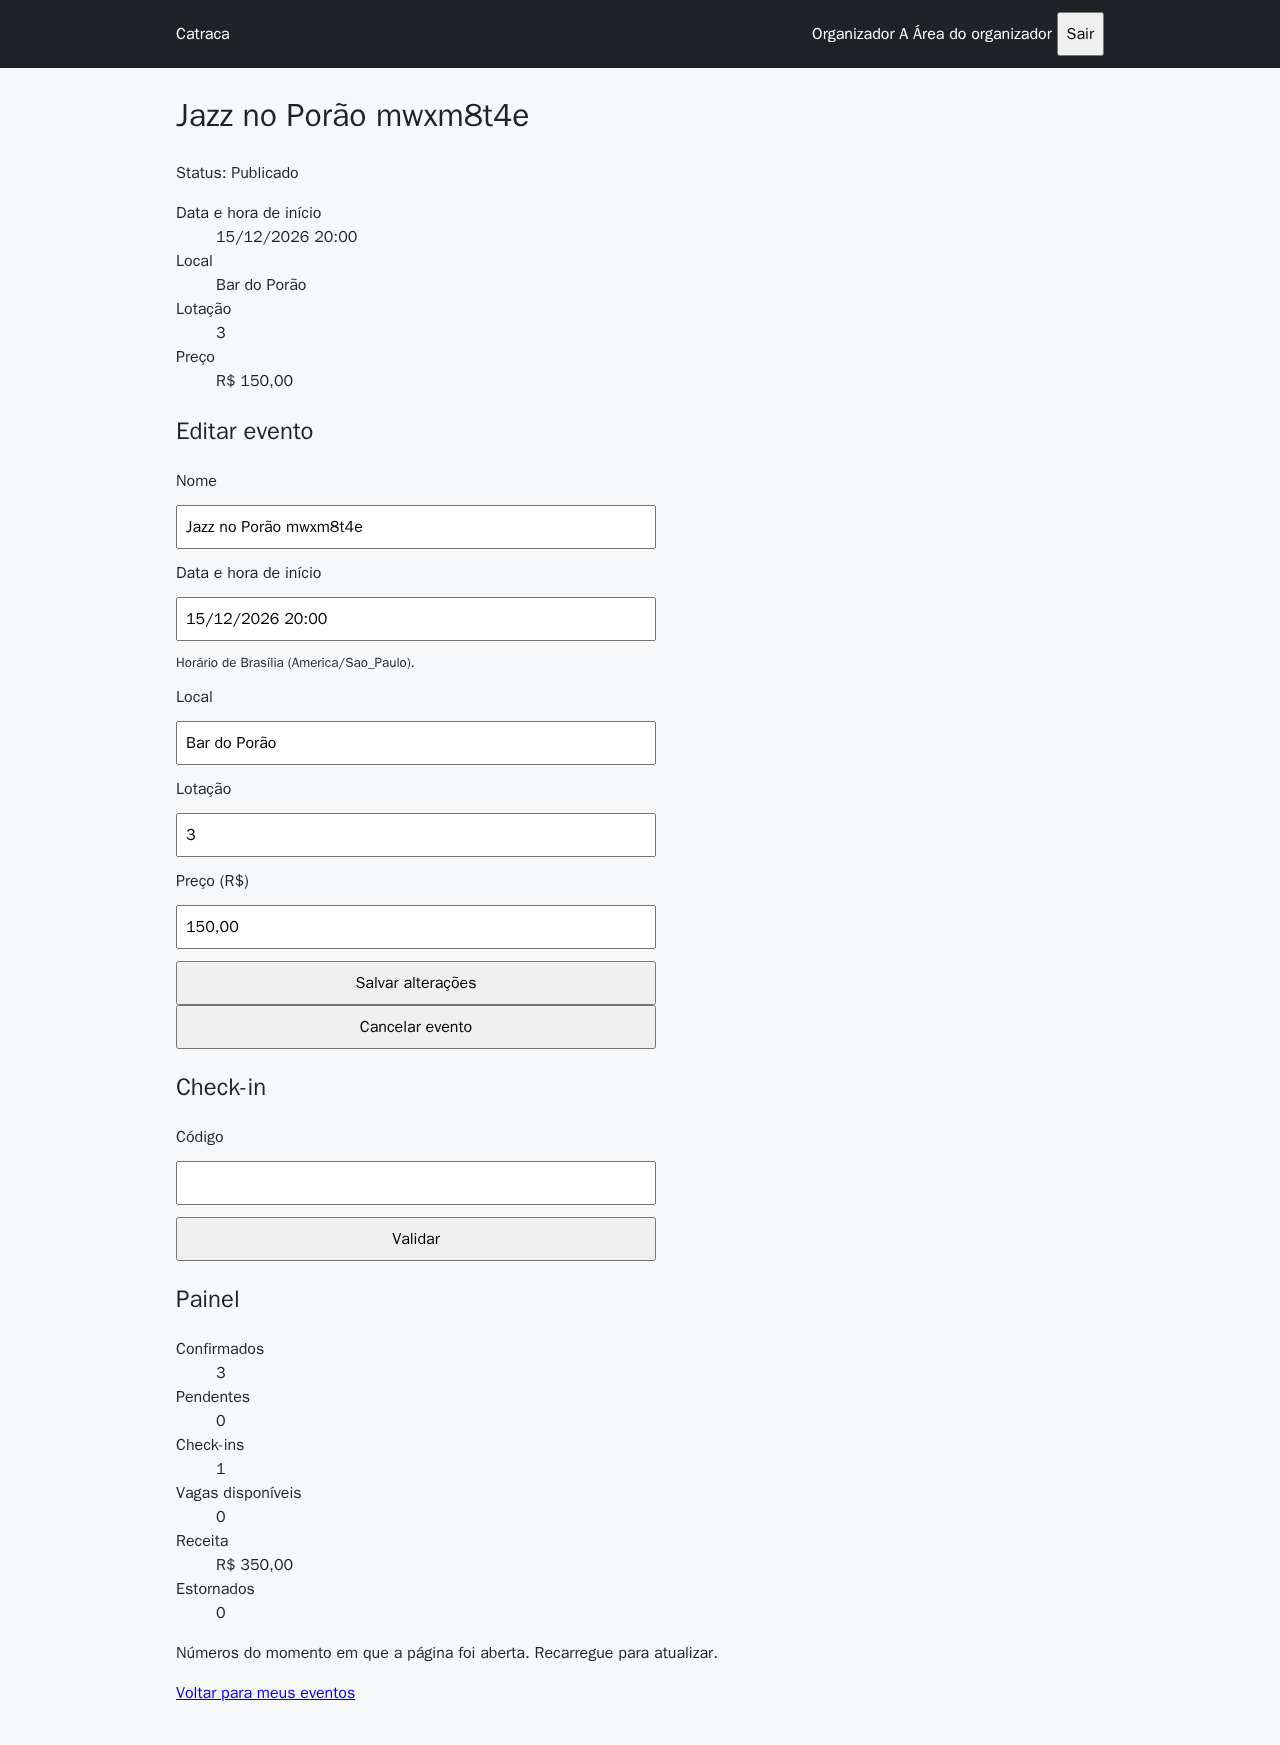 Catraca
Organizador A Área do organizador Sair
Jazz no Porão mwxm8t4e
Status: Publicado
Data e hora de início
15/12/2026 20:00
Local
Bar do Porão
Lotação
3
Preço
R$ 150,00
Editar evento
Nome
Jazz no Porão mwxm8t4e
Data e hora de início
15/12/2026 20:00
Horário de Brasília (America/Sao_Paulo).
Local
Bar do Porão
Lotação
3
Preço (R$)
150,00
Salvar alterações
Cancelar evento
Check-in
Código
Validar
Painel
Confirmados
3
Pendentes
0
Check-ins
1
Vagas disponíveis
0
Receita
R$ 350,00
Estornados
0
Números do momento em que a página foi aberta. Recarregue para atualizar.
Voltar para meus eventos